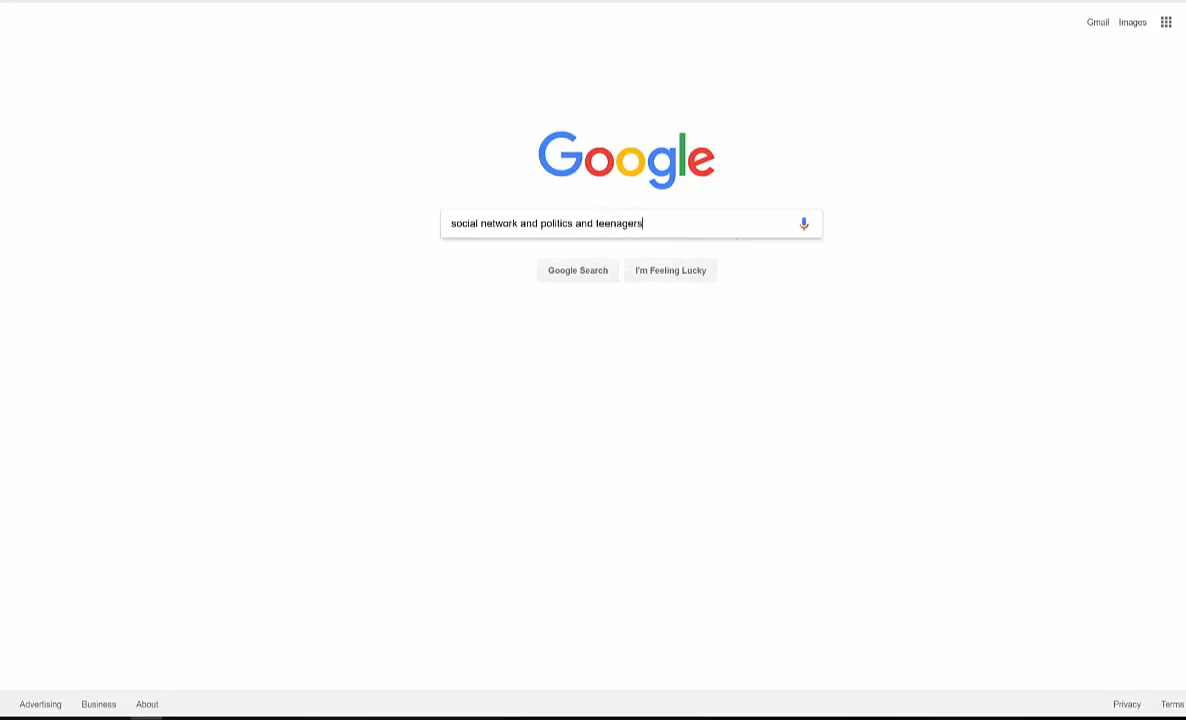 Gmail Images
Google
social network and politics and teenagers
Google Search I'm Feeling Lucky
Advertising Business About Privacy Terms